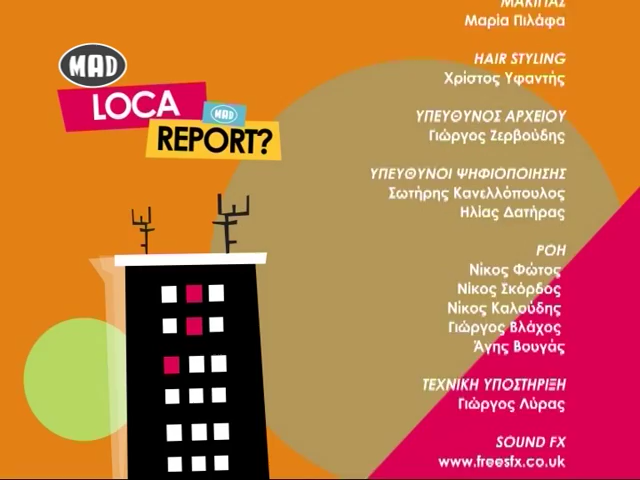 MAD
LOCA
MAD
REPORT?
ΜΑΚΙΓΙΑΖ
Μαρία Πιλάφα
HAIR STYLING
Χρίστος Υφαντής
ΥΠΕΥΘΥΝΟΣ ΑΡΧΕΙΟΥ
Γιώργος Ζερβούδης
ΥΠΕΥΘΥΝΟΙ ΨΗΦΙΟΠΟΙΗΣΗΣ
Σωτήρης Κανελλόπουλος
Ηλίας Δατήρας
ΡΟΗ
Νίκος Φώτος
Νίκος Σκόρδος
Νίκος Καλούδης
Γιώργος Βλάχος
Άγης Βουγάς
ΤΕΧΝΙΚΗ ΥΠΟΣΤΗΡΙΞΗ
Γιώργος Λύρας
SOUND FX
www.freesfx.co.uk